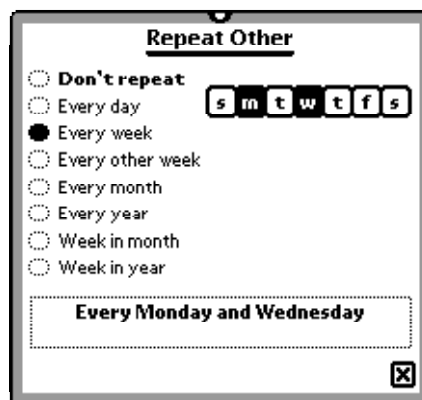 Repeat Other
Don't repeat
Every day
s m t w t f s
Every week
Every other week
Every month
Every year
Week in month
Week in year
Every Monday and Wednesday